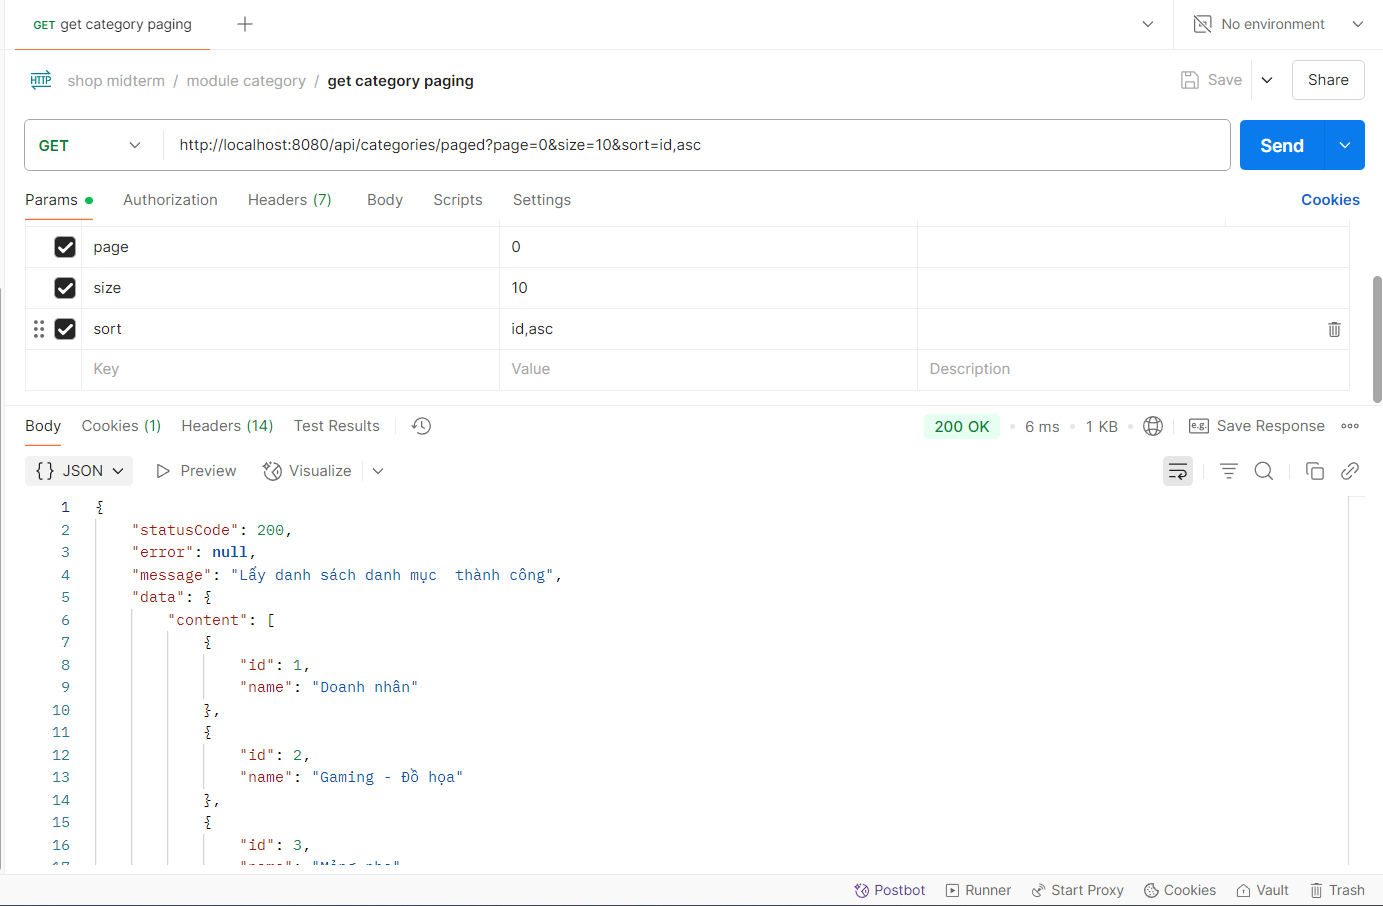 GET get category paging
No environment
HTTP shop midterm / module category / get category paging
Save
Share
GET
http://localhost:8080/api/categories/paged?page=0&size=10&sort=id,asc
Send
Params
Authorization
Headers (7)
Body
Scripts
Settings
Cookies
page 0
size 10
sort id,asc
Key Value Description
Body
Cookies (1)
Headers (14)
Test Results
200 OK
6 ms
1 KB
e.g. Save Response
{} JSON
Preview
Visualize
1 {
2 "statusCode": 200,
3 "error": null,
4 "message": "Lấy danh sách danh mục  thành công",
5 "data": {
6 "content": [
7 {
8 "id": 1,
9 "name": "Doanh nhân"
10 },
11 {
12 "id": 2,
13 "name": "Gaming - Đồ họa"
14 },
15 {
16 "id": 3,
Postbot
Runner
Start Proxy
Cookies
Vault
Trash